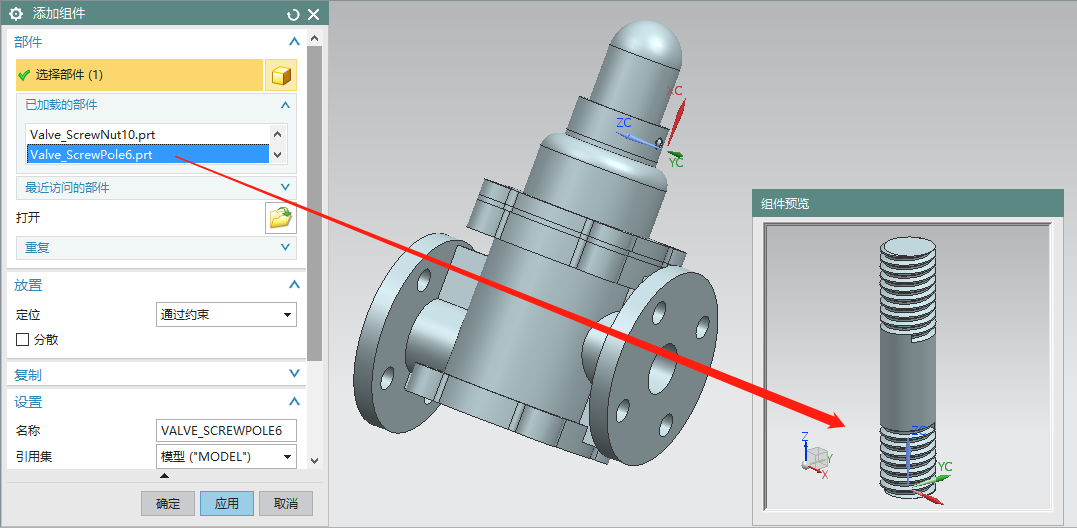 添加组件
部件
选择部件 (1)
已加载的部件
Valve_ScrewNut10.prt
Valve_ScrewPole6.prt
最近访问的部件
打开
重复
放置
定位 通过约束
分散
复制
设置
名称 VALVE_SCREWPOLE6
引用集 模型 ("MODEL")
确定 应用 取消
XC
ZC
YC
组件预览
ZC
YC
Z
Y
X